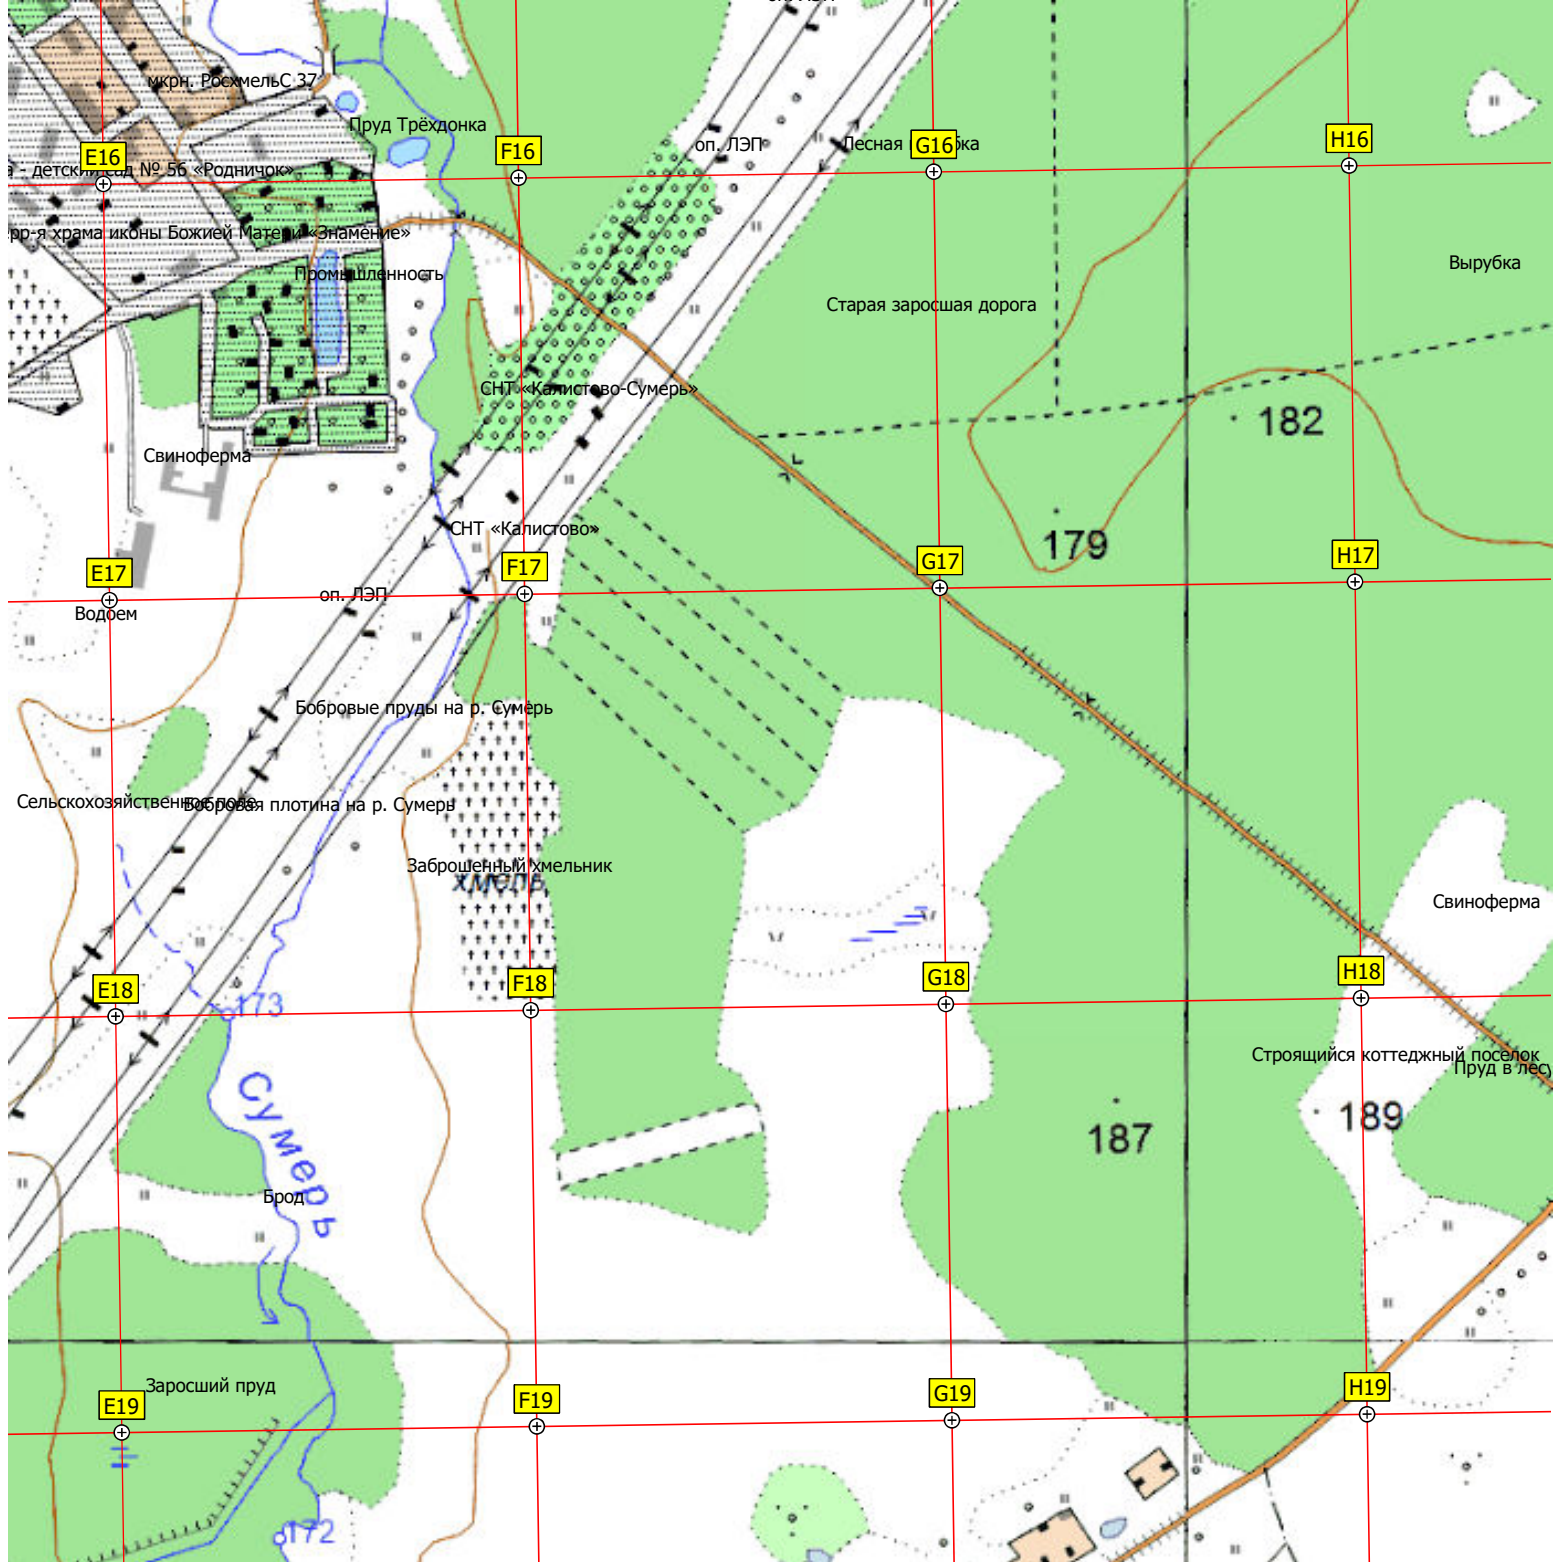 мкрн. РосхмельС 37
Пруд Трёхдонка
оп. ЛЭП
Лесная
E16
F16
G16
H16
- детский сад № 56 «Родничок»
храма иконы Божией Матери «Знамение»
Промышленность
Вырубка
Старая заросшая дорога
СНТ «Калистово-Сумерь»
182
Свиноферма
СНТ «Калистово»
179
E17
F17
G17
H17
Водоем
оп. ЛЭП
Бобровые пруды на р. Сумерь
Сельскохозяйственное поле
Бобровая плотина на р. Сумерь
Заброшенный хмельник
хмель
Свиноферма
E18
F18
G18
H18
173
Строящийся коттеджный поселок
Пруд в лесу
Сумерь
187
189
Брод
Заросший пруд
E19
F19
G19
H19
172